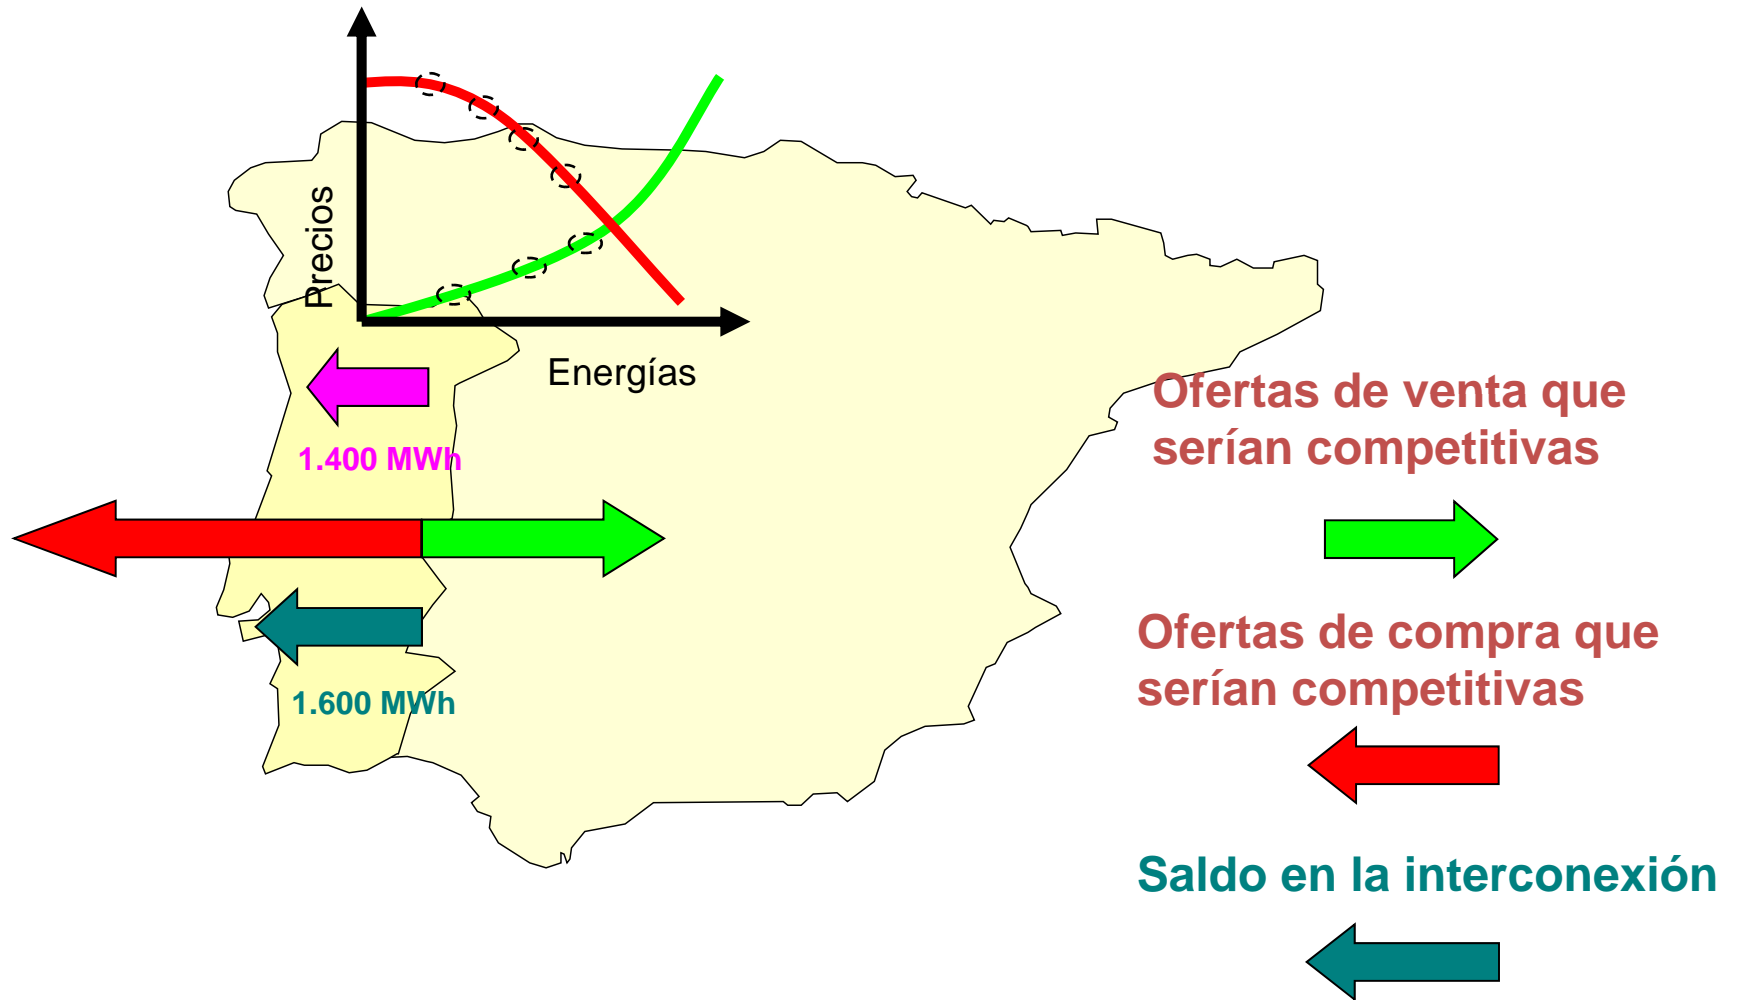 Precios
Energías
1.400 MWh
1.600 MWh
Ofertas de venta que
serían competitivas
Ofertas de compra que
serían competitivas
Saldo en la interconexión